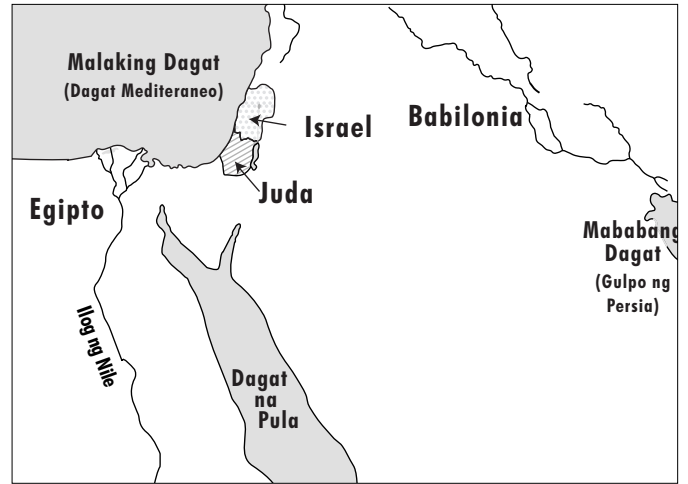 Malaking Dagat
(Dagat Mediteraneo)
Israel
Babilonia
Juda
Egipto
Mababang
Dagat
(Gulpo ng
Persia)
Ilog ng Nile
Dagat
na
Pula